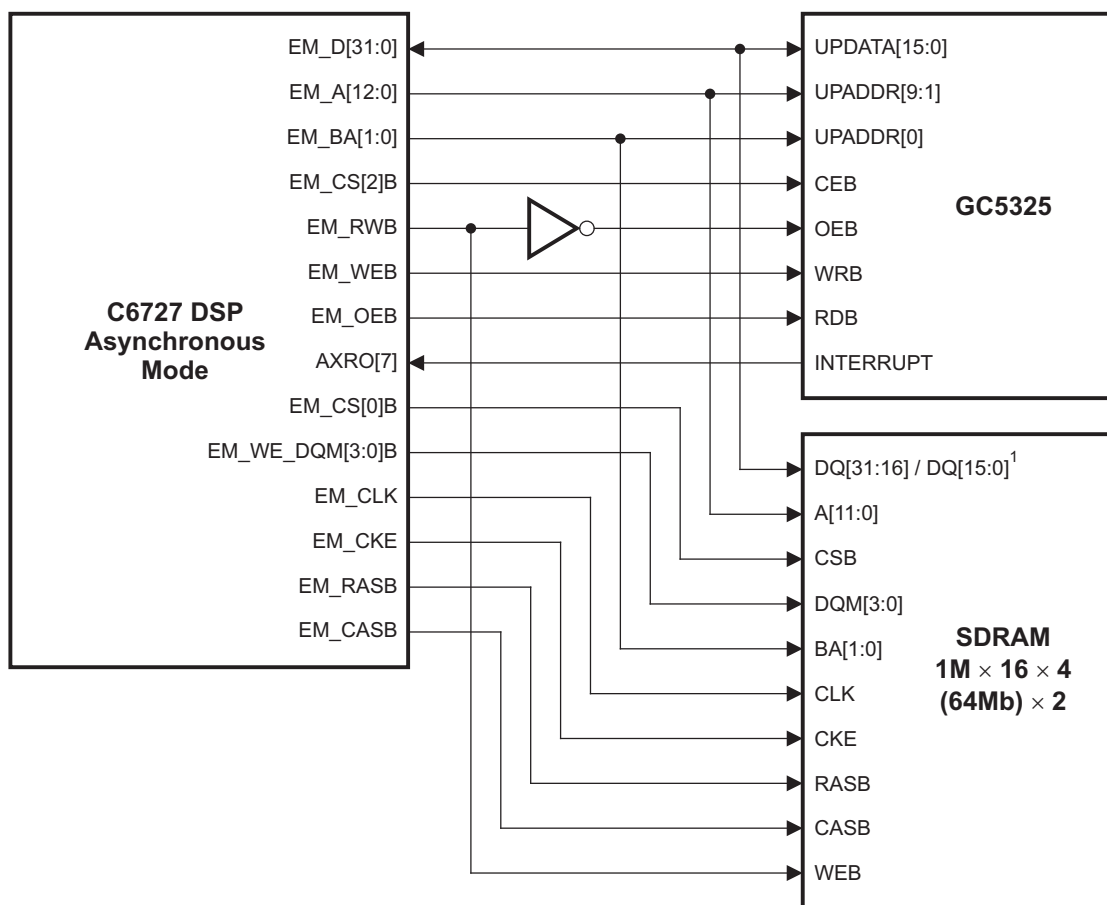 EM_D[31:0]
EM_A[12:0]
EM_BA[1:0]
EM_CS[2]B
EM_RWB
EM_WEB
EM_OEB
AXRO[7]
EM_CS[0]B
EM_WE_DQM[3:0]B
EM_CLK
EM_CKE
EM_RASB
EM_CASB
C6727 DSP
Asynchronous
Mode
UPDATA[15:0]
UPADDR[9:1]
UPADDR[0]
CEB
OEB
WRB
RDB
INTERRUPT
GC5325
DQ[31:16] / DQ[15:0]¹
A[11:0]
CSB
DQM[3:0]
BA[1:0]
CLK
CKE
RASB
CASB
WEB
SDRAM
1M × 16 × 4
(64Mb) × 2